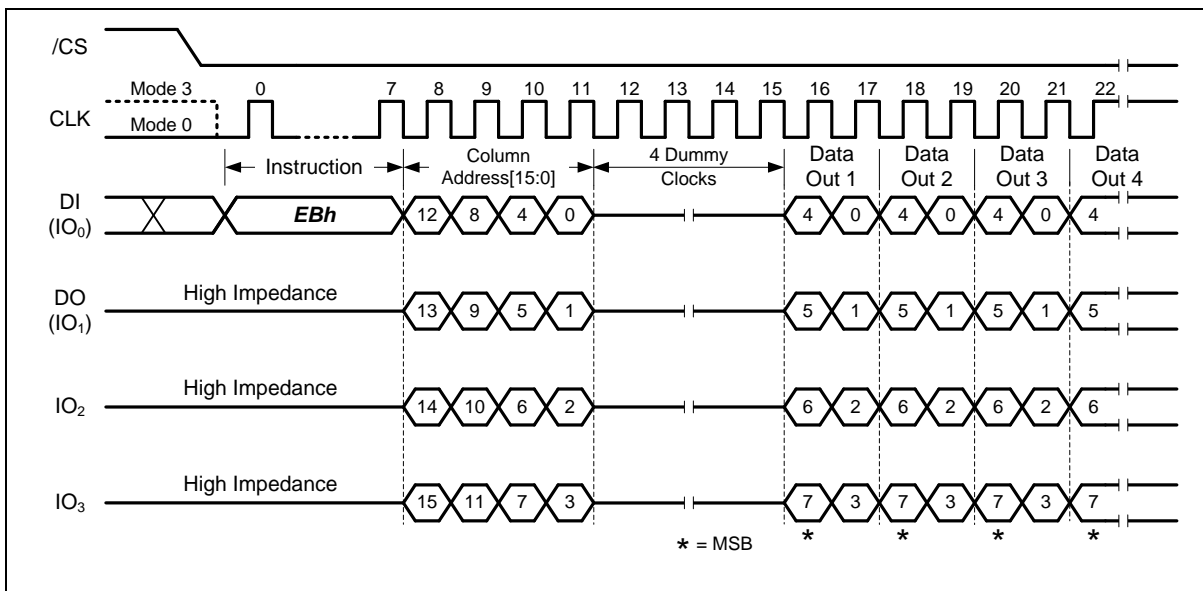 /CS
Mode 3 0 7 8 9 10 11 12 13 14 15 16 17 18 19 20 21 22
CLK
Mode 0
Instruction Column Address[15:0] 4 Dummy Clocks Data Out 1 Data Out 2 Data Out 3 Data Out 4
DI (IO0) EBh 12 8 4 0 4 0 4 0 4 0 4
DO (IO1) High Impedance 13 9 5 1 5 1 5 1 5 1 5
IO2 High Impedance 14 10 6 2 6 2 6 2 6 2 6
IO3 High Impedance 15 11 7 3 7 3 7 3 7 3 7
* * * *
* = MSB